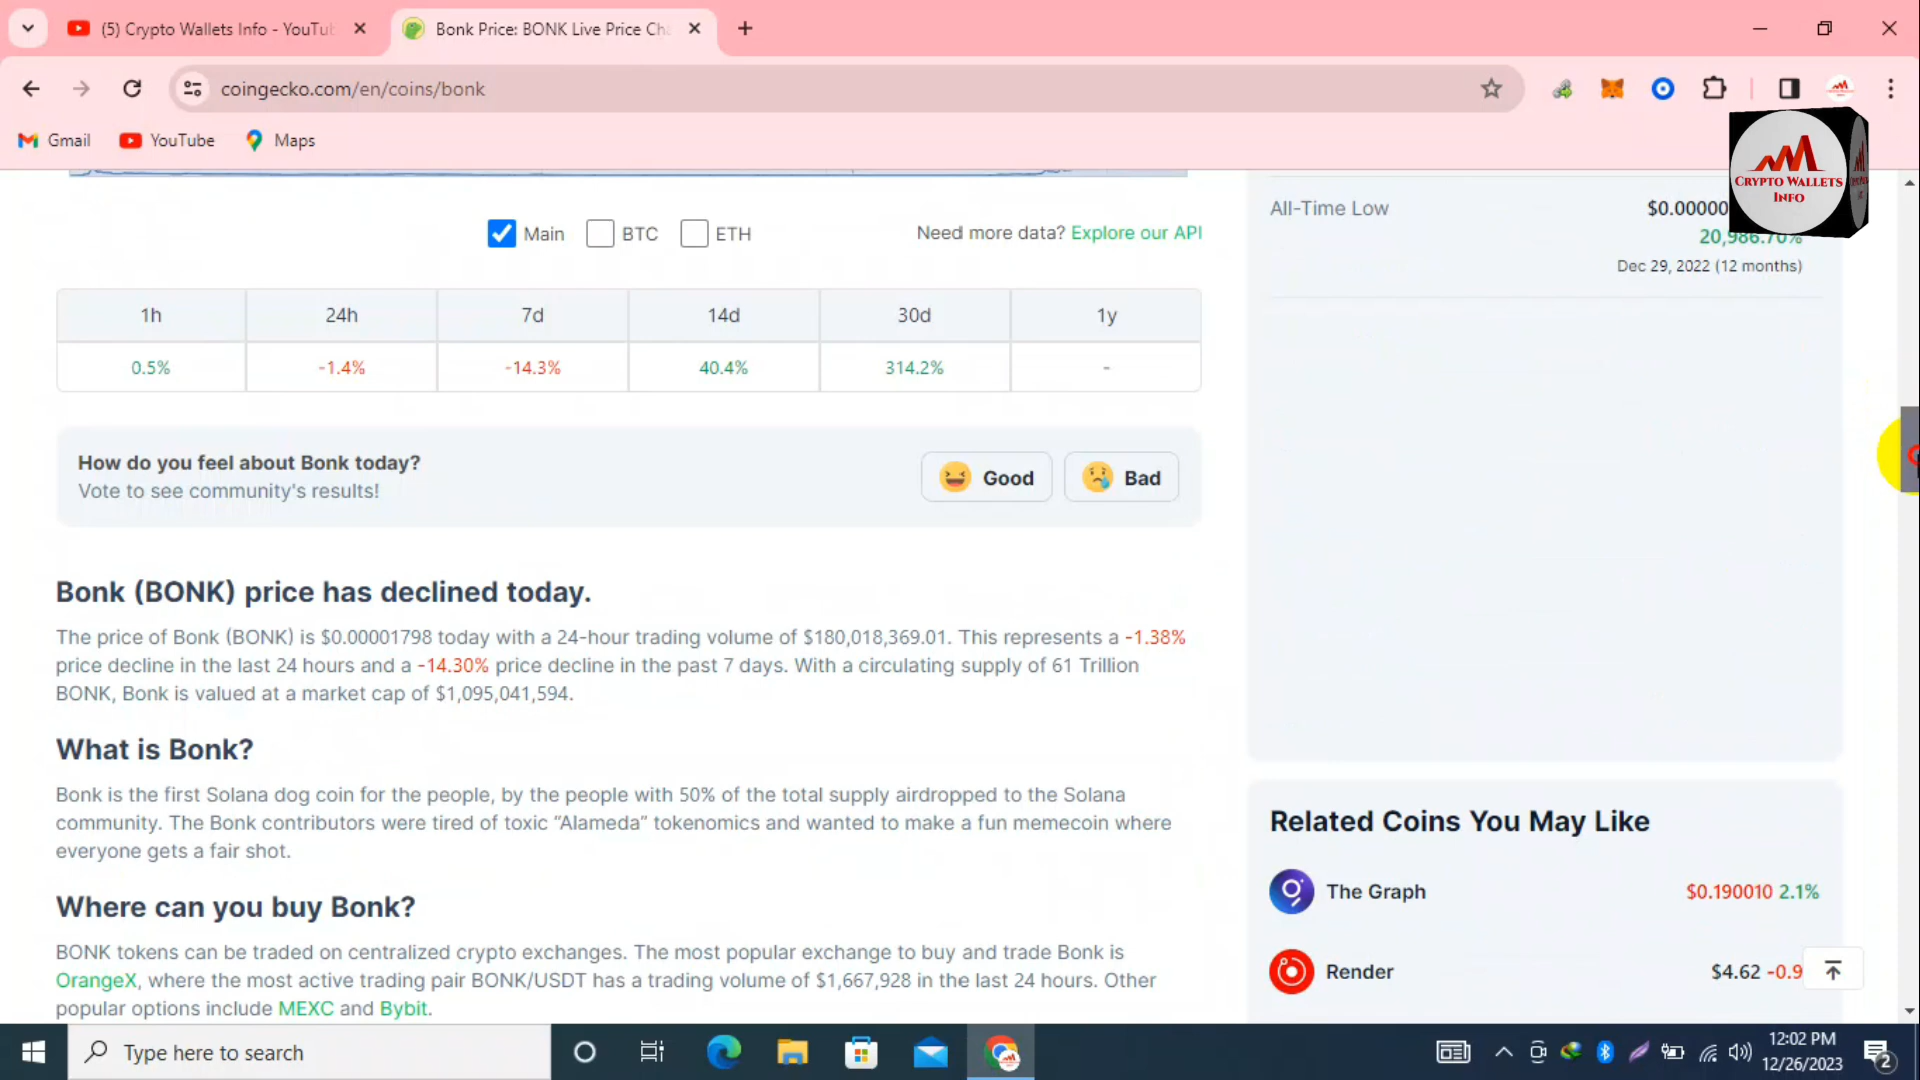 (5) Crypto Wallets Info - YouTu
Bonk Price: BONK Live Price Ch
coingecko.com/en/coins/bonk
Gmail
YouTube
Maps
CRYPTO WALLETS
INFO
Main
BTC
ETH
Need more data? Explore our API
All-Time Low
$0.00000
20,986.70%
Dec 29, 2022 (12 months)
1h 24h 7d 14d 30d 1y
0.5% -1.4% -14.3% 40.4% 314.2% -
How do you feel about Bonk today?
Vote to see community's results!
Good
Bad
Bonk (BONK) price has declined today.
The price of Bonk (BONK) is $0.00001798 today with a 24-hour trading volume of $180,018,369.01. This represents a -1.38%
price decline in the last 24 hours and a -14.30% price decline in the past 7 days. With a circulating supply of 61 Trillion
BONK, Bonk is valued at a market cap of $1,095,041,594.
What is Bonk?
Bonk is the first Solana dog coin for the people, by the people with 50% of the total supply airdropped to the Solana
community. The Bonk contributors were tired of toxic “Alameda” tokenomics and wanted to make a fun memecoin where
everyone gets a fair shot.
Where can you buy Bonk?
BONK tokens can be traded on centralized crypto exchanges. The most popular exchange to buy and trade Bonk is
OrangeX, where the most active trading pair BONK/USDT has a trading volume of $1,667,928 in the last 24 hours. Other
popular options include MEXC and Bybit.
Related Coins You May Like
The Graph
$0.190010 2.1%
Render
$4.62 -0.9
Type here to search
12:02 PM
12/26/2023
2